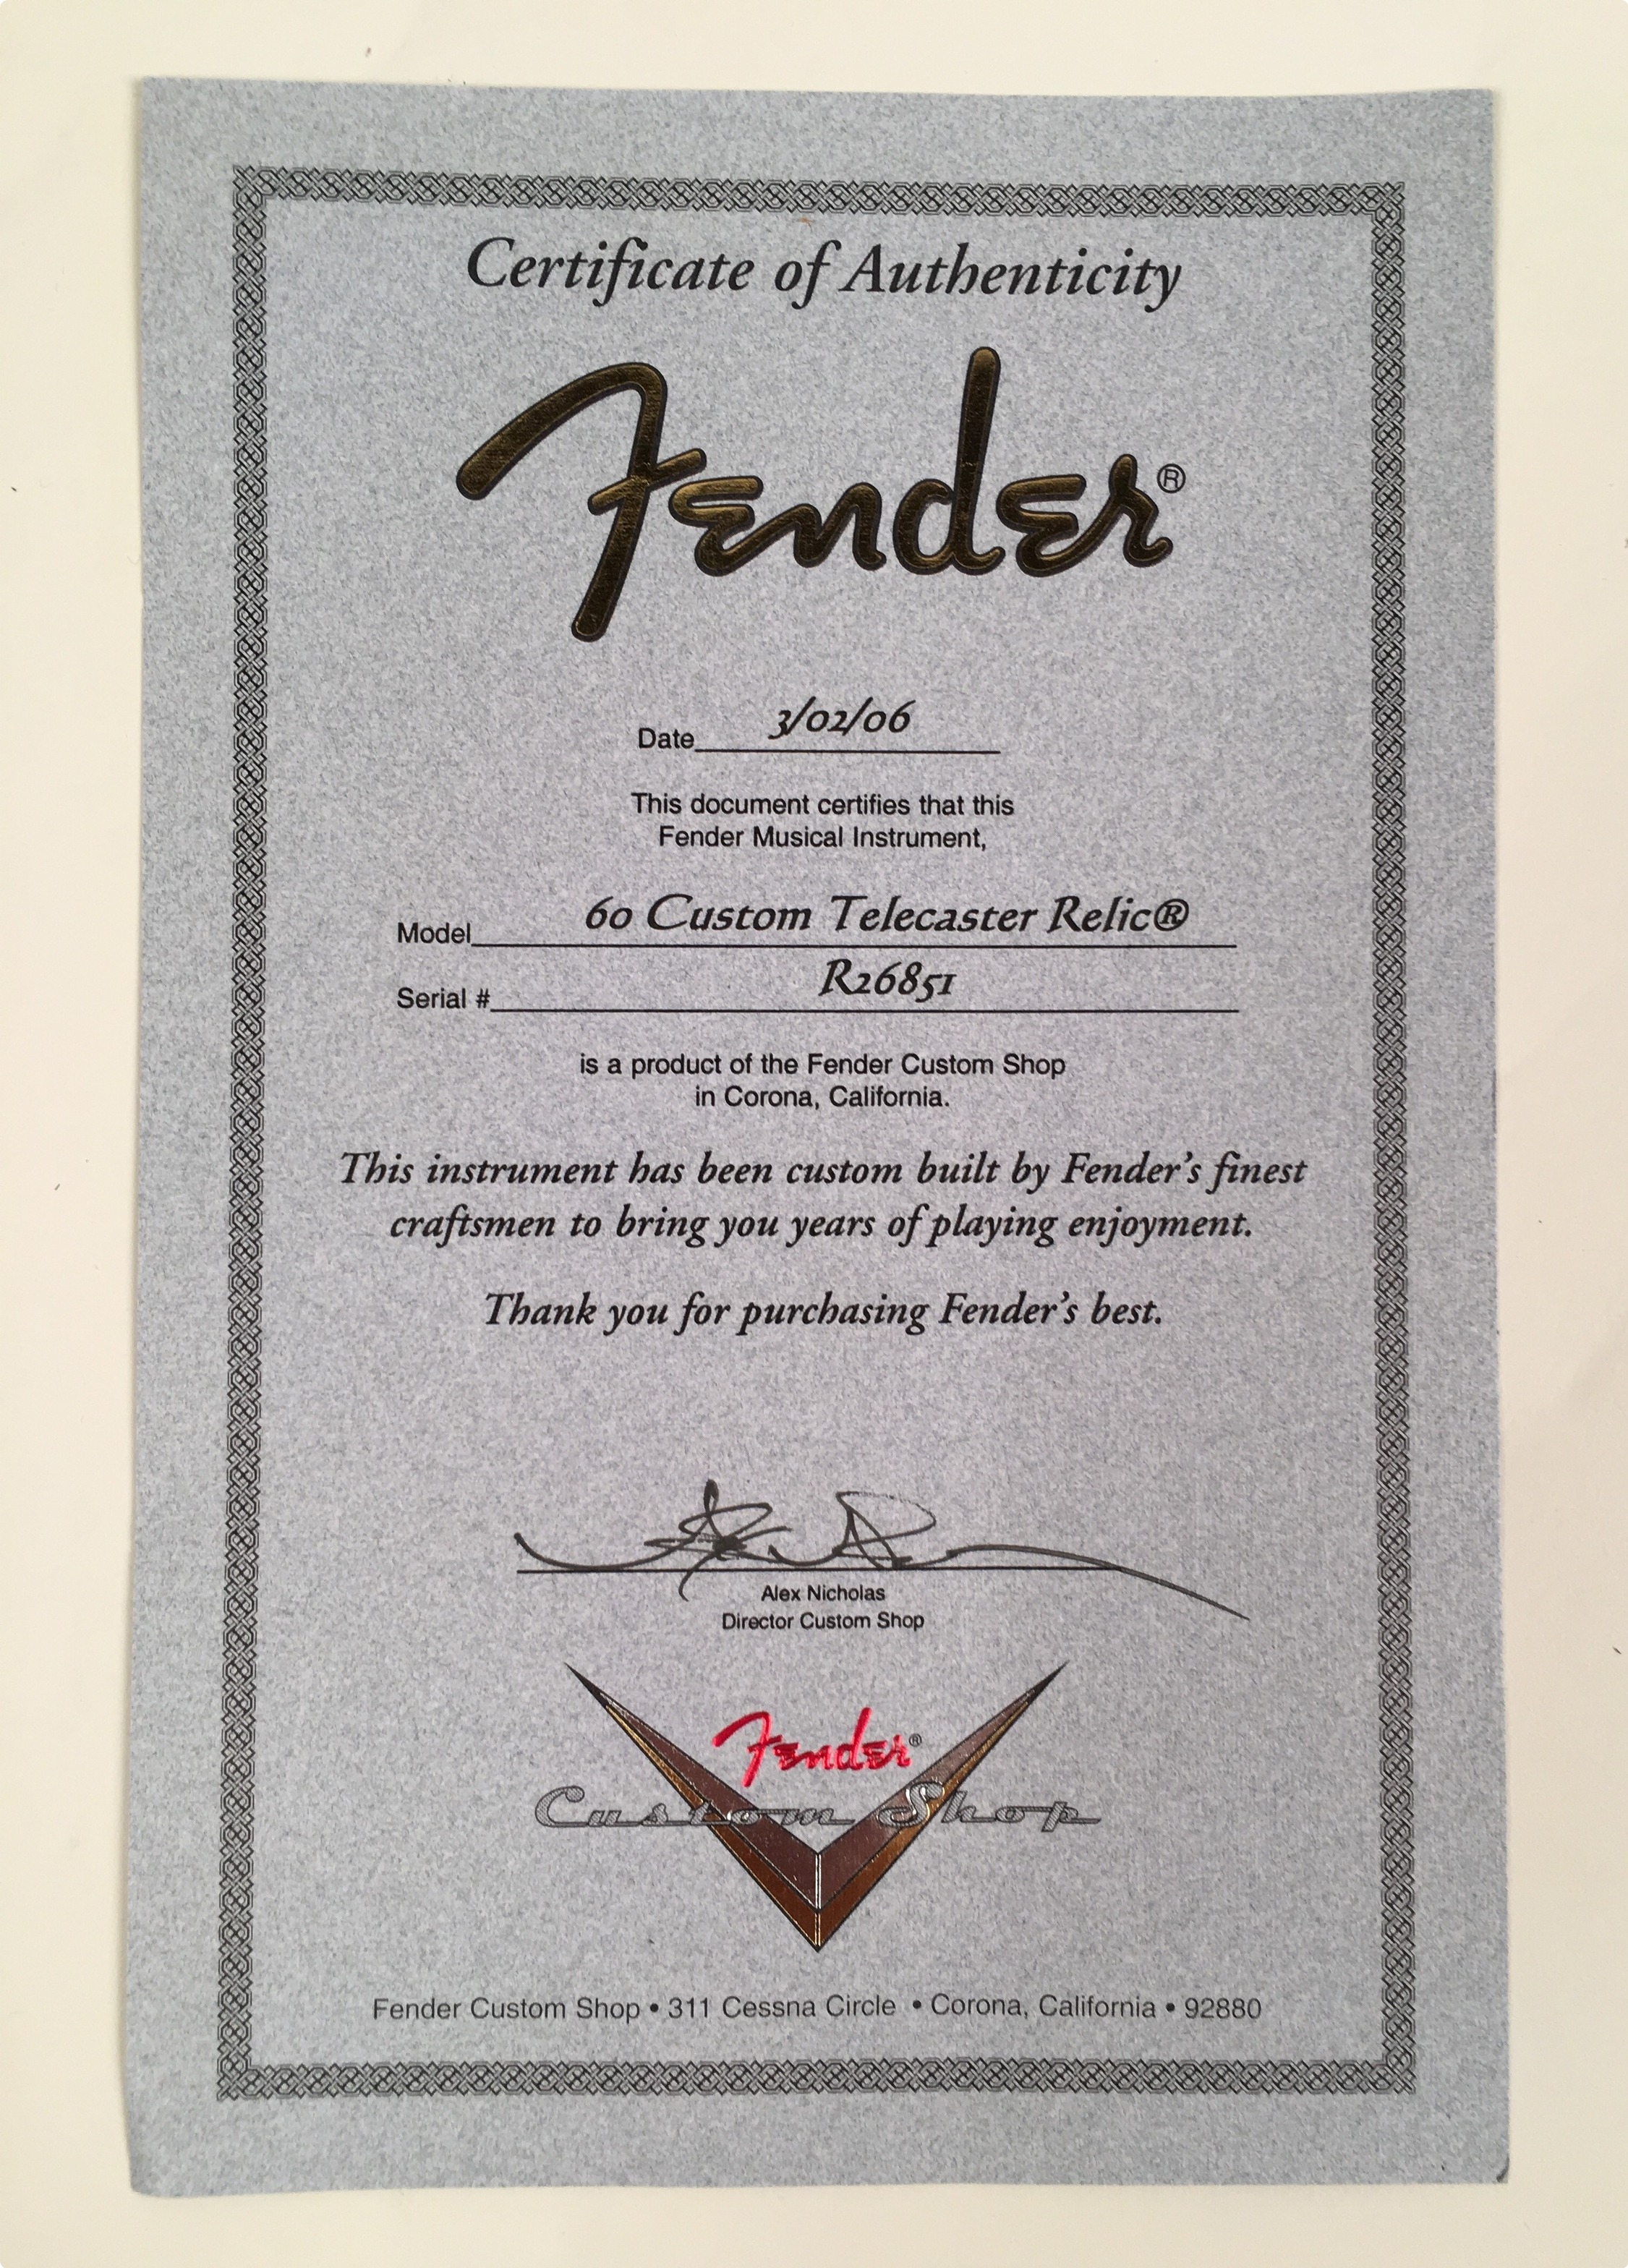 Certificate of Authenticity
Fender®
Date 3/02/06
This document certifies that this
Fender Musical Instrument,
Model 60 Custom Telecaster Relic®
Serial # R26851
is a product of the Fender Custom Shop
in Corona, California.
This instrument has been custom built by Fender's finest
craftsmen to bring you years of playing enjoyment.
Thank you for purchasing Fender's best.
Alex Nicholas
Director Custom Shop
Fender®
Custom Shop
Fender Custom Shop • 311 Cessna Circle • Corona, California • 92880